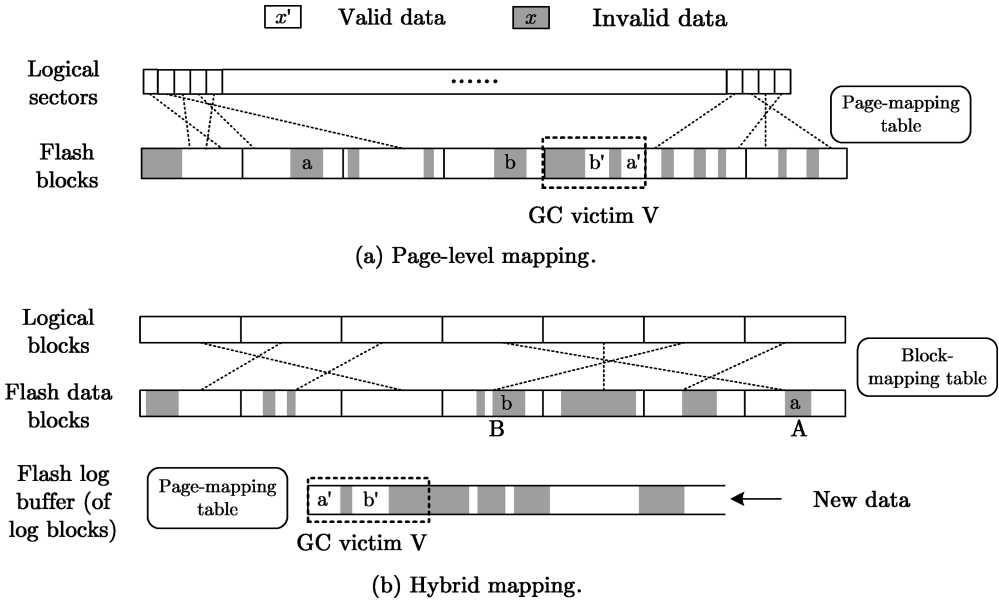 x' Valid data x Invalid data
Logical
sectors
......
Page-mapping
table
Flash
blocks
a b b' a'
GC victim V
(a) Page-level mapping.
Logical
blocks
Block-
mapping table
Flash data
blocks
b a
B A
Flash log
buffer (of
log blocks)
Page-mapping
table
a' b'
New data
GC victim V
(b) Hybrid mapping.